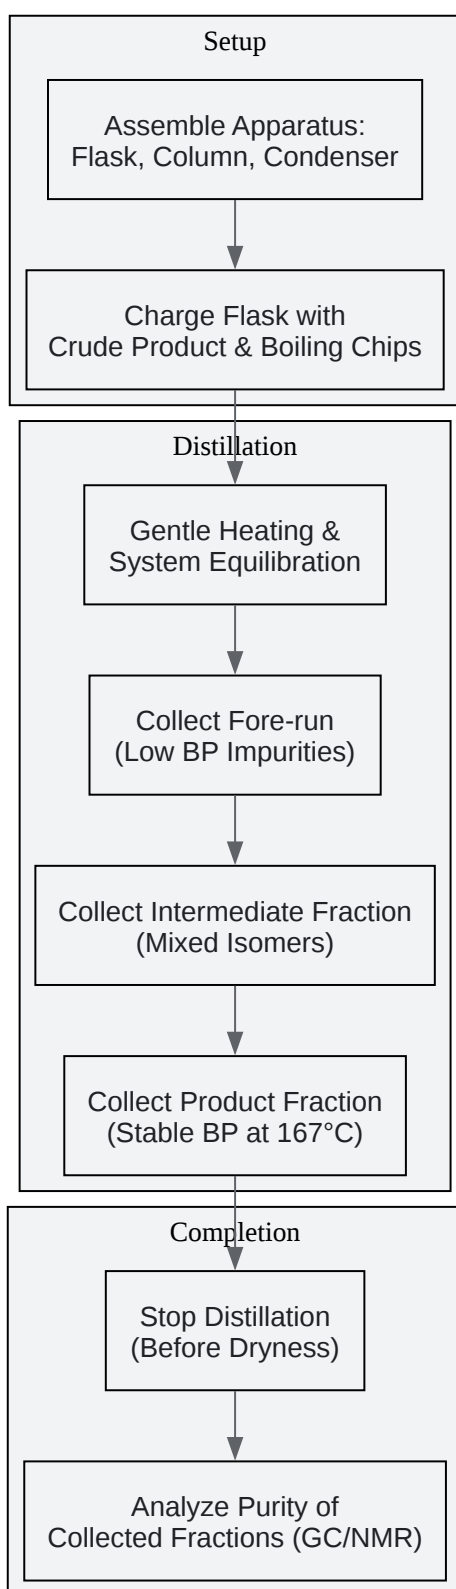 Setup
Assemble Apparatus:
Flask, Column, Condenser
Charge Flask with
Crude Product & Boiling Chips
Distillation
Gentle Heating &
System Equilibration
Collect Fore-run
(Low BP Impurities)
Collect Intermediate Fraction
(Mixed Isomers)
Collect Product Fraction
(Stable BP at 167°C)
Completion
Stop Distillation
(Before Dryness)
Analyze Purity of
Collected Fractions (GC/NMR)